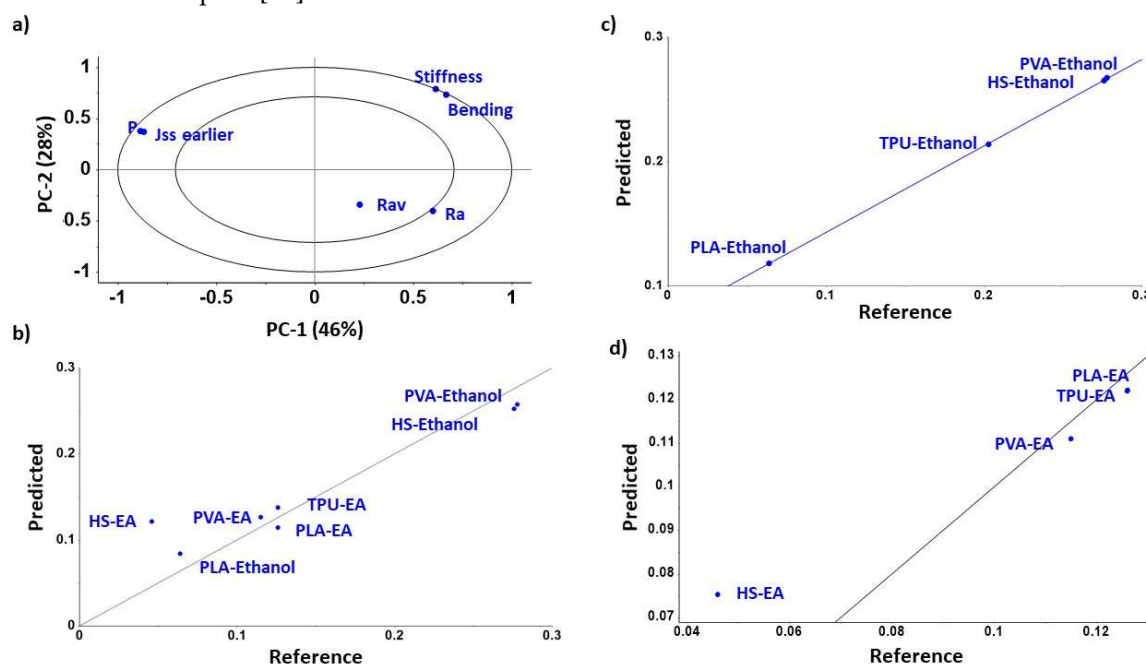 a)
1
0.5
0
-0.5
-1
PC-2 (28%)
Stiffness
Bending
P
Jss earlier
Rav
Ra
-1
-0.5
0
0.5
1
PC-1 (46%)
b)
0.3
0.2
0.1
0
Predicted
PVA-Ethanol
HS-Ethanol
TPU-EA
HS-EA
PVA-EA
PLA-EA
PLA-Ethanol
0
0.1
0.2
0.3
Reference
c)
0.3
0.2
0.1
Predicted
PVA-Ethanol
HS-Ethanol
TPU-Ethanol
PLA-Ethanol
0
0.1
0.2
0.3
Reference
d)
0.13
0.12
0.11
0.1
0.09
0.08
0.07
Predicted
PLA-EA
TPU-EA
PVA-EA
HS-EA
0.04
0.06
0.08
0.1
0.12
Reference